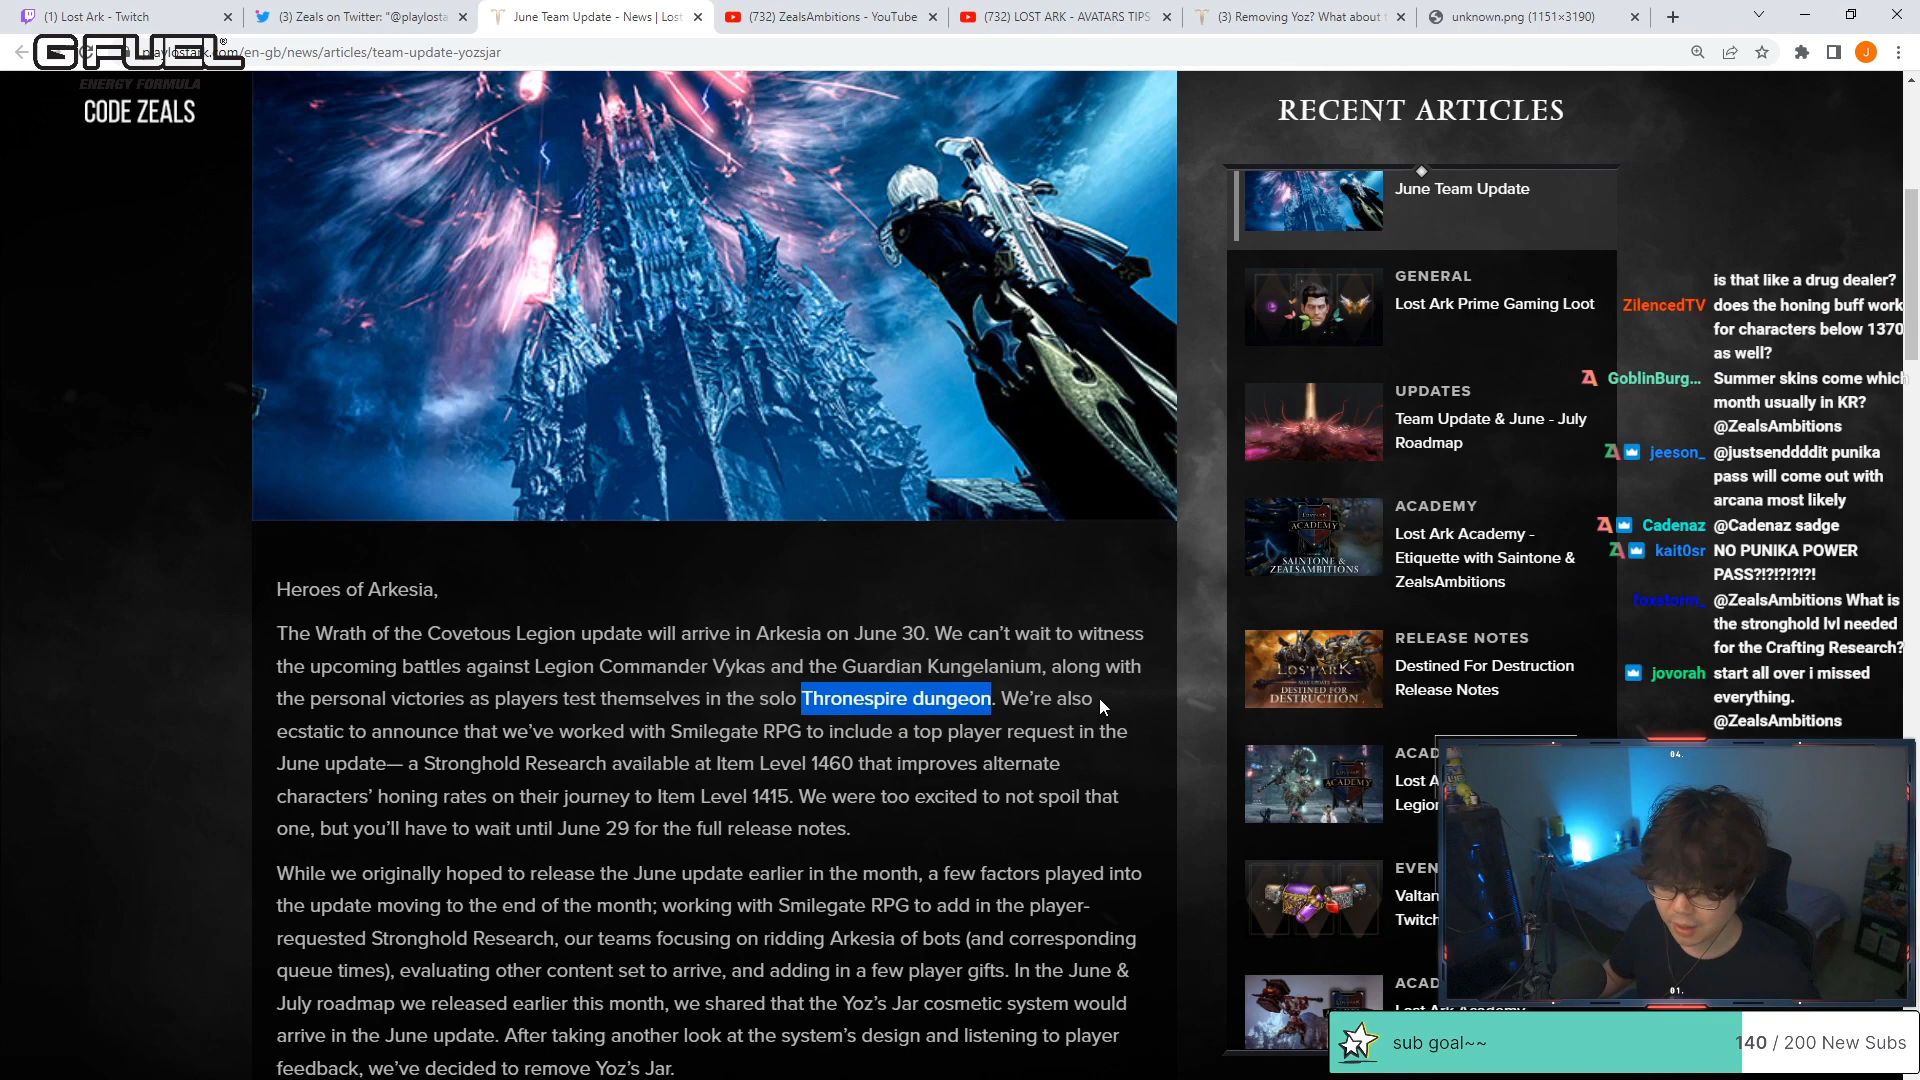 (1) Lost Ark - Twitch
(3) Zeals on Twitter: "@playlosta
June Team Update - News | Lost
(732) ZealsAmbitions - YouTube
(732) LOST ARK - AVATARS TIPS
(3) Removing Yoz? What about
unknown.png (1151×3190)
playlostark.com/en-gb/news/articles/team-update-yozsjar
J
G FUEL
ENERGY FORMULA
CODE ZEALS
Heroes of Arkesia,
The Wrath of the Covetous Legion update will arrive in Arkesia on June 30. We can't wait to witness
the upcoming battles against Legion Commander Vykas and the Guardian Kungelanium, along with
the personal victories as players test themselves in the solo Thronespire dungeon. We're also
ecstatic to announce that we've worked with Smilegate RPG to include a top player request in the
June update— a Stronghold Research available at Item Level 1460 that improves alternate
characters' honing rates on their journey to Item Level 1415. We were too excited to not spoil that
one, but you'll have to wait until June 29 for the full release notes.
While we originally hoped to release the June update earlier in the month, a few factors played into
the update moving to the end of the month; working with Smilegate RPG to add in the player-
requested Stronghold Research, our teams focusing on ridding Arkesia of bots (and corresponding
queue times), evaluating other content set to arrive, and adding in a few player gifts. In the June &
July roadmap we released earlier this month, we shared that the Yoz's Jar cosmetic system would
arrive in the June update. After taking another look at the system's design and listening to player
feedback, we've decided to remove Yoz's Jar.
RECENT ARTICLES
June Team Update
GENERAL
Lost Ark Prime Gaming Loot
UPDATES
Team Update & June - July
Roadmap
ACADEMY
Lost Ark Academy -
Etiquette with Saintone &
ZealsAmbitions
LOST ARK
ACADEMY
SAINTONE &
ZEALSAMBITIONS
RELEASE NOTES
Destined For Destruction
Release Notes
LOST ARK
DESTINED FOR
DESTRUCTION
ACAD
Lost A
Legion
ACADEMY
EVEN
Valtan
Twitch
ACAD
Lost Ark Academy
is that like a drug dealer?
ZilencedTV does the honing buff work
for characters below 1370
as well?
GoblinBurg... Summer skins come which
month usually in KR?
@ZealsAmbitions
jeeson_ @justsenddddit punika
pass will come out with
arcana most likely
Cadenaz @Cadenaz sadge
kait0sr NO PUNIKA POWER
PASS?!?!?!?!?!
foxstorm_ @ZealsAmbitions What is
the stronghold lvl needed
for the Crafting Research?
jovorah start all over i missed
everything.
@ZealsAmbitions
04.
01.
sub goal~~
140 / 200 New Subs